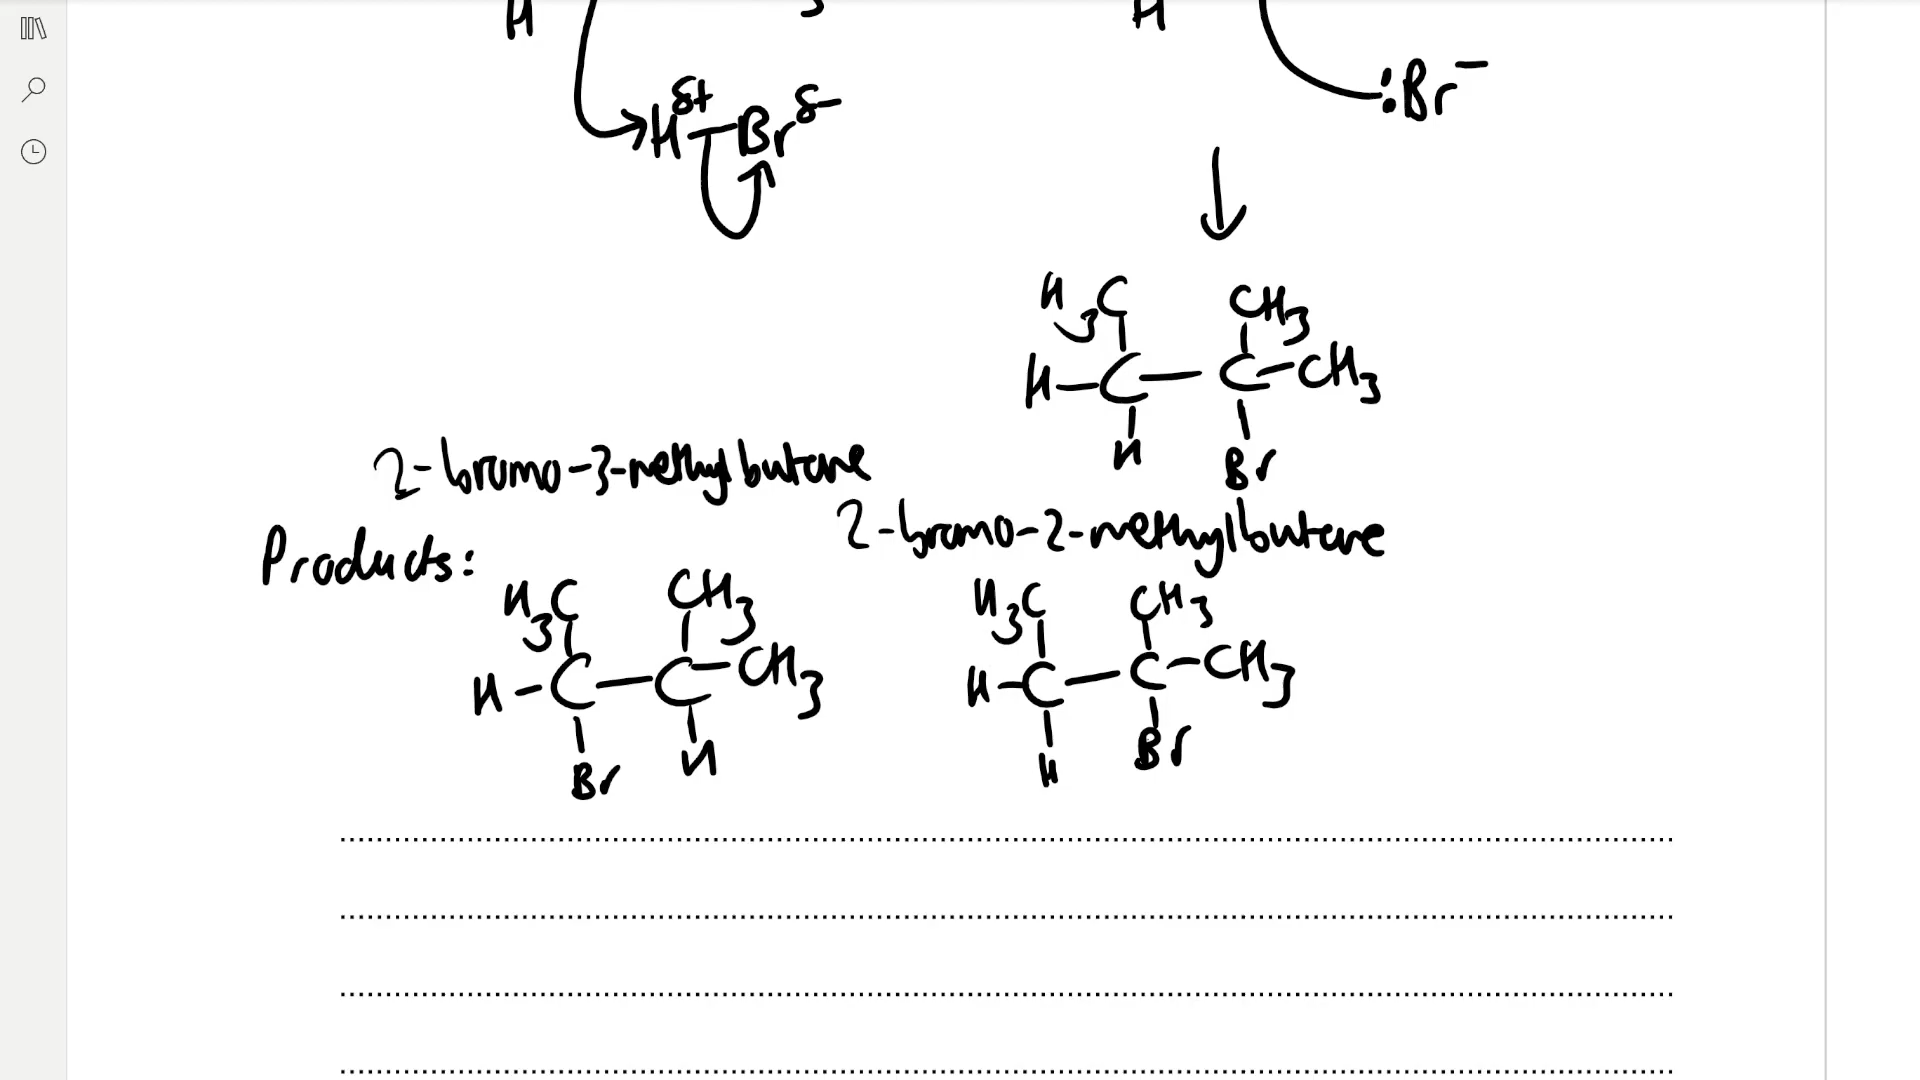 H H
δ+ δ-
H-Br :Br-
H3C CH3
H-C-C-CH3
H Br
2-bromo-3-methylbutane
2-bromo-2-methylbutane
Products:
H3C CH3 H3C CH3
H-C-C-CH3 H-C-C-CH3
Br H H Br